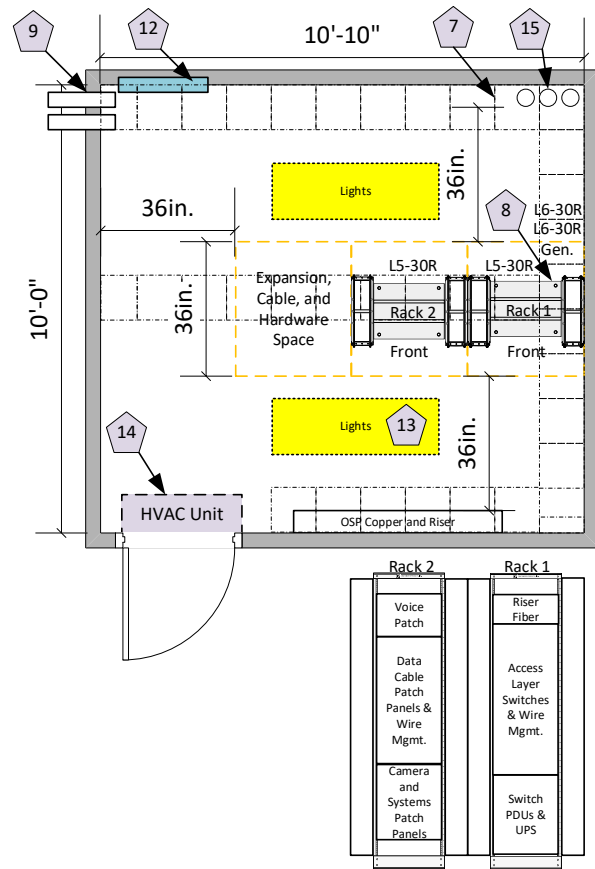 9
12
10'-10"
7
15
Lights
36in.
36in.
8
L6-30R
L6-30R
Gen.
L5-30R
L5-30R
Expansion,
Cable, and
Hardware
Space
36in.
Rack 2
Rack 1
Front
Front
10'-0"
Lights
13
36in.
14
HVAC Unit
OSP Copper and Riser
Rack 2
Rack 1
Voice
Patch
Riser
Fiber
Data
Cable
Patch
Panels &
Wire
Mgmt.
Access
Layer
Switches
& Wire
Mgmt.
Camera
and
Systems
Patch
Panels
Switch
PDUs &
UPS